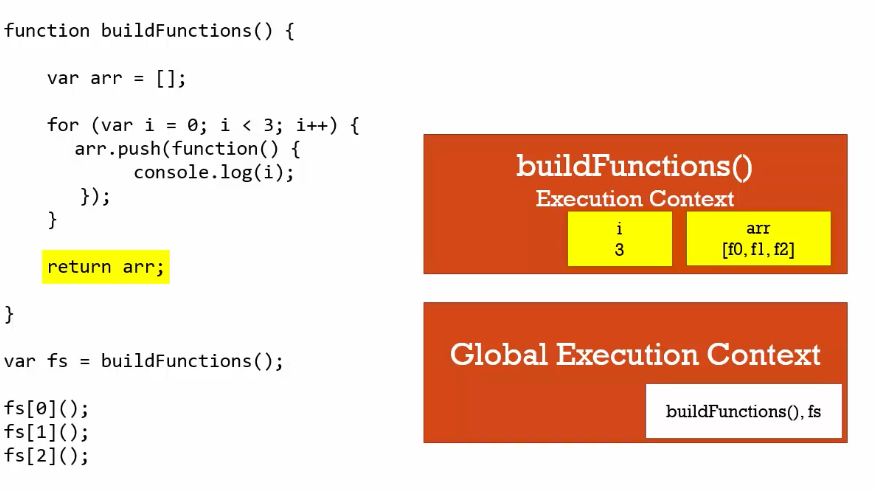 function buildFunctions() {
var arr = [];
for (var i = 0; i < 3; i++) {
arr.push(function() {
console.log(i);
});
}
return arr;
}
var fs = buildFunctions();
fs[0]();
fs[1]();
fs[2]();
buildFunctions()
Execution Context
i
3
arr
[f0, f1, f2]
Global Execution Context
buildFunctions(), fs